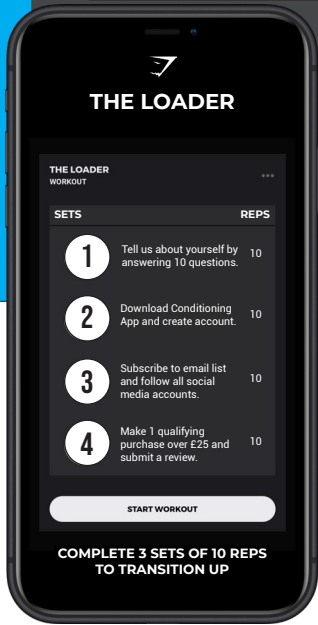 THE LOADER
THE LOADER
WORKOUT
SETS REPS
1 Tell us about yourself by 10
answering 10 questions.
2 Download Conditioning 10
App and create account.
3 Subscribe to email list 10
and follow all social
media accounts.
4 Make 1 qualifying 10
purchase over £25 and
submit a review.
START WORKOUT
COMPLETE 3 SETS OF 10 REPS
TO TRANSITION UP